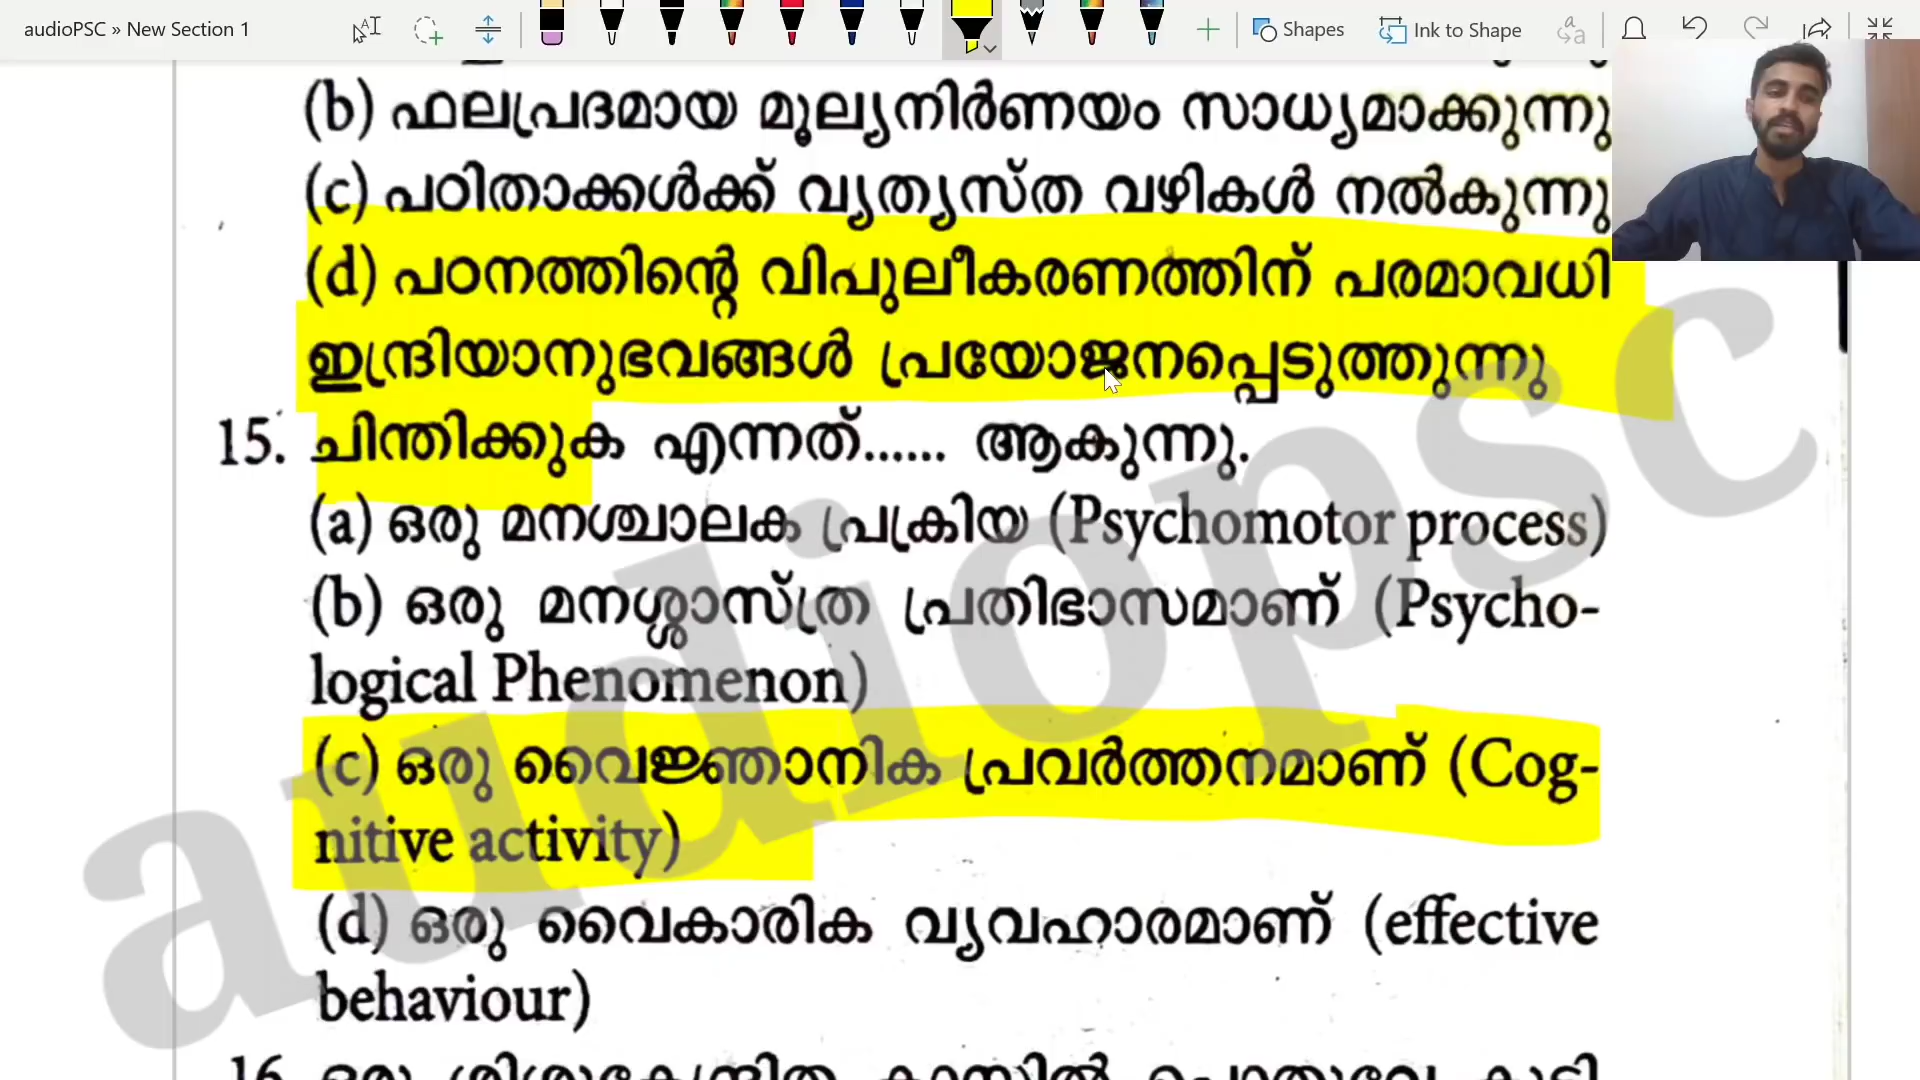 audioPSC » New Section 1
Shapes
Ink to Shape
(b) ഫലപ്രദമായ മൂല്യനിർണയം സാധ്യമാക്കുന്നു
(c) പഠിതാക്കൾക്ക് വ്യത്യസ്ത വഴികൾ നൽകുന്നു
(d) പഠനത്തിന്റെ വിപുലീകരണത്തിന് പരമാവധി
ഇന്ദ്രിയാനുഭവങ്ങൾ പ്രയോജനപ്പെടുത്തുന്നു
15. ചിന്തിക്കുക എന്നത്...... ആകുന്നു.
(a) ഒരു മനശ്ചാലക പ്രക്രിയ (Psychomotor process)
(b) ഒരു മനശ്ശാസ്ത്ര പ്രതിഭാസമാണ് (Psycho-
logical Phenomenon)
(c) ഒരു വൈജ്ഞാനിക പ്രവർത്തനമാണ് (Cog-
nitive activity)
(d) ഒരു വൈകാരിക വ്യവഹാരമാണ് (effective
behaviour)
audiopsc